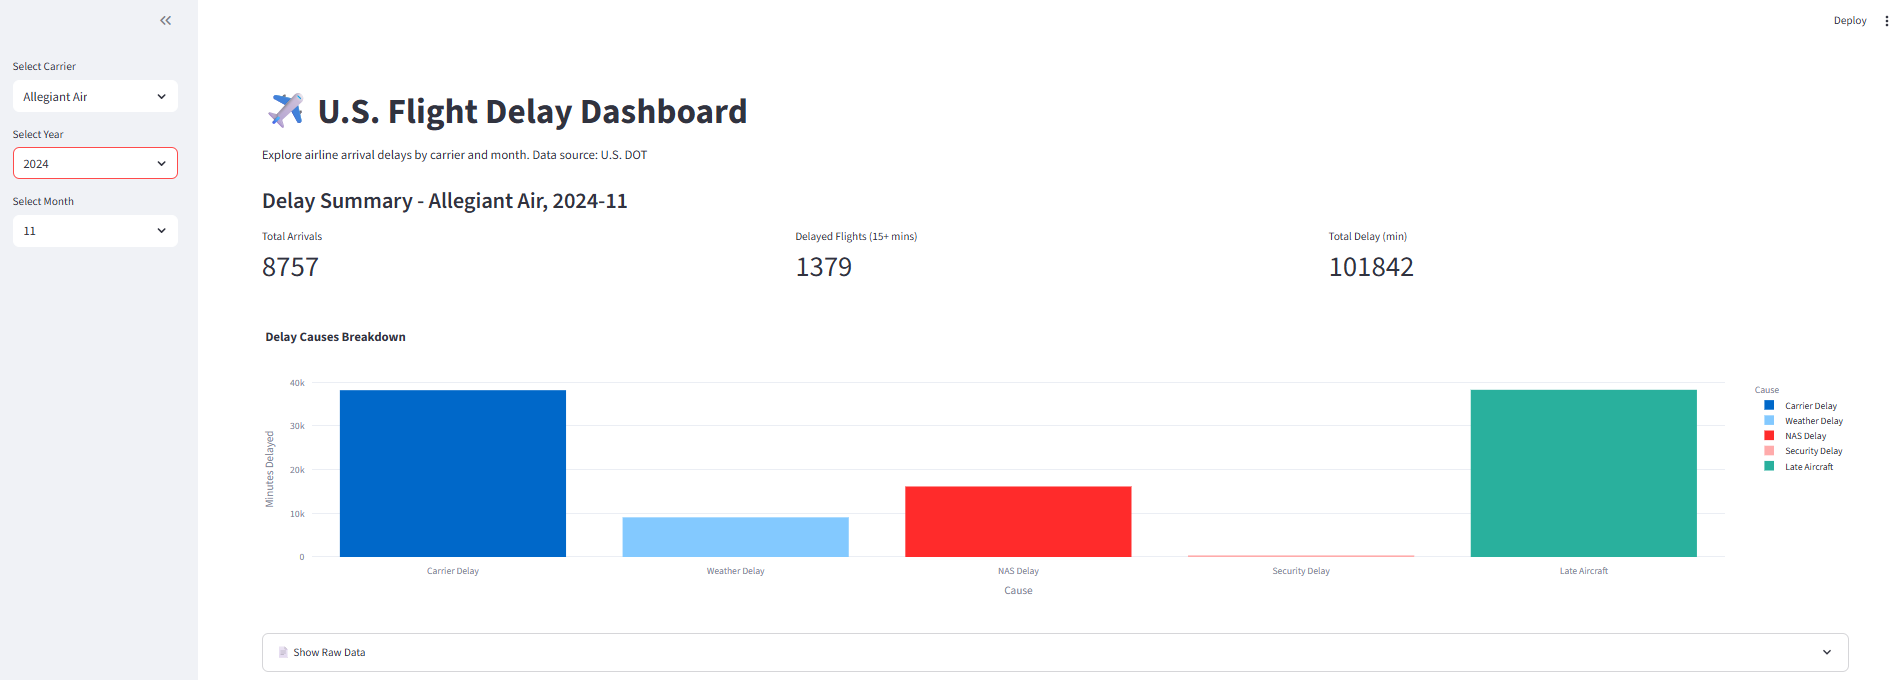 Deploy
Select Carrier
Allegiant Air
Select Year
2024
Select Month
11
U.S. Flight Delay Dashboard
Explore airline arrival delays by carrier and month. Data source: U.S. DOT
Delay Summary - Allegiant Air, 2024-11
Total Arrivals
8757
Delayed Flights (15+ mins)
1379
Total Delay (min)
101842
Delay Causes Breakdown
Minutes Delayed
40k
30k
20k
10k
0
Carrier Delay
Weather Delay
NAS Delay
Security Delay
Late Aircraft
Cause
Cause
Carrier Delay
Weather Delay
NAS Delay
Security Delay
Late Aircraft
Show Raw Data